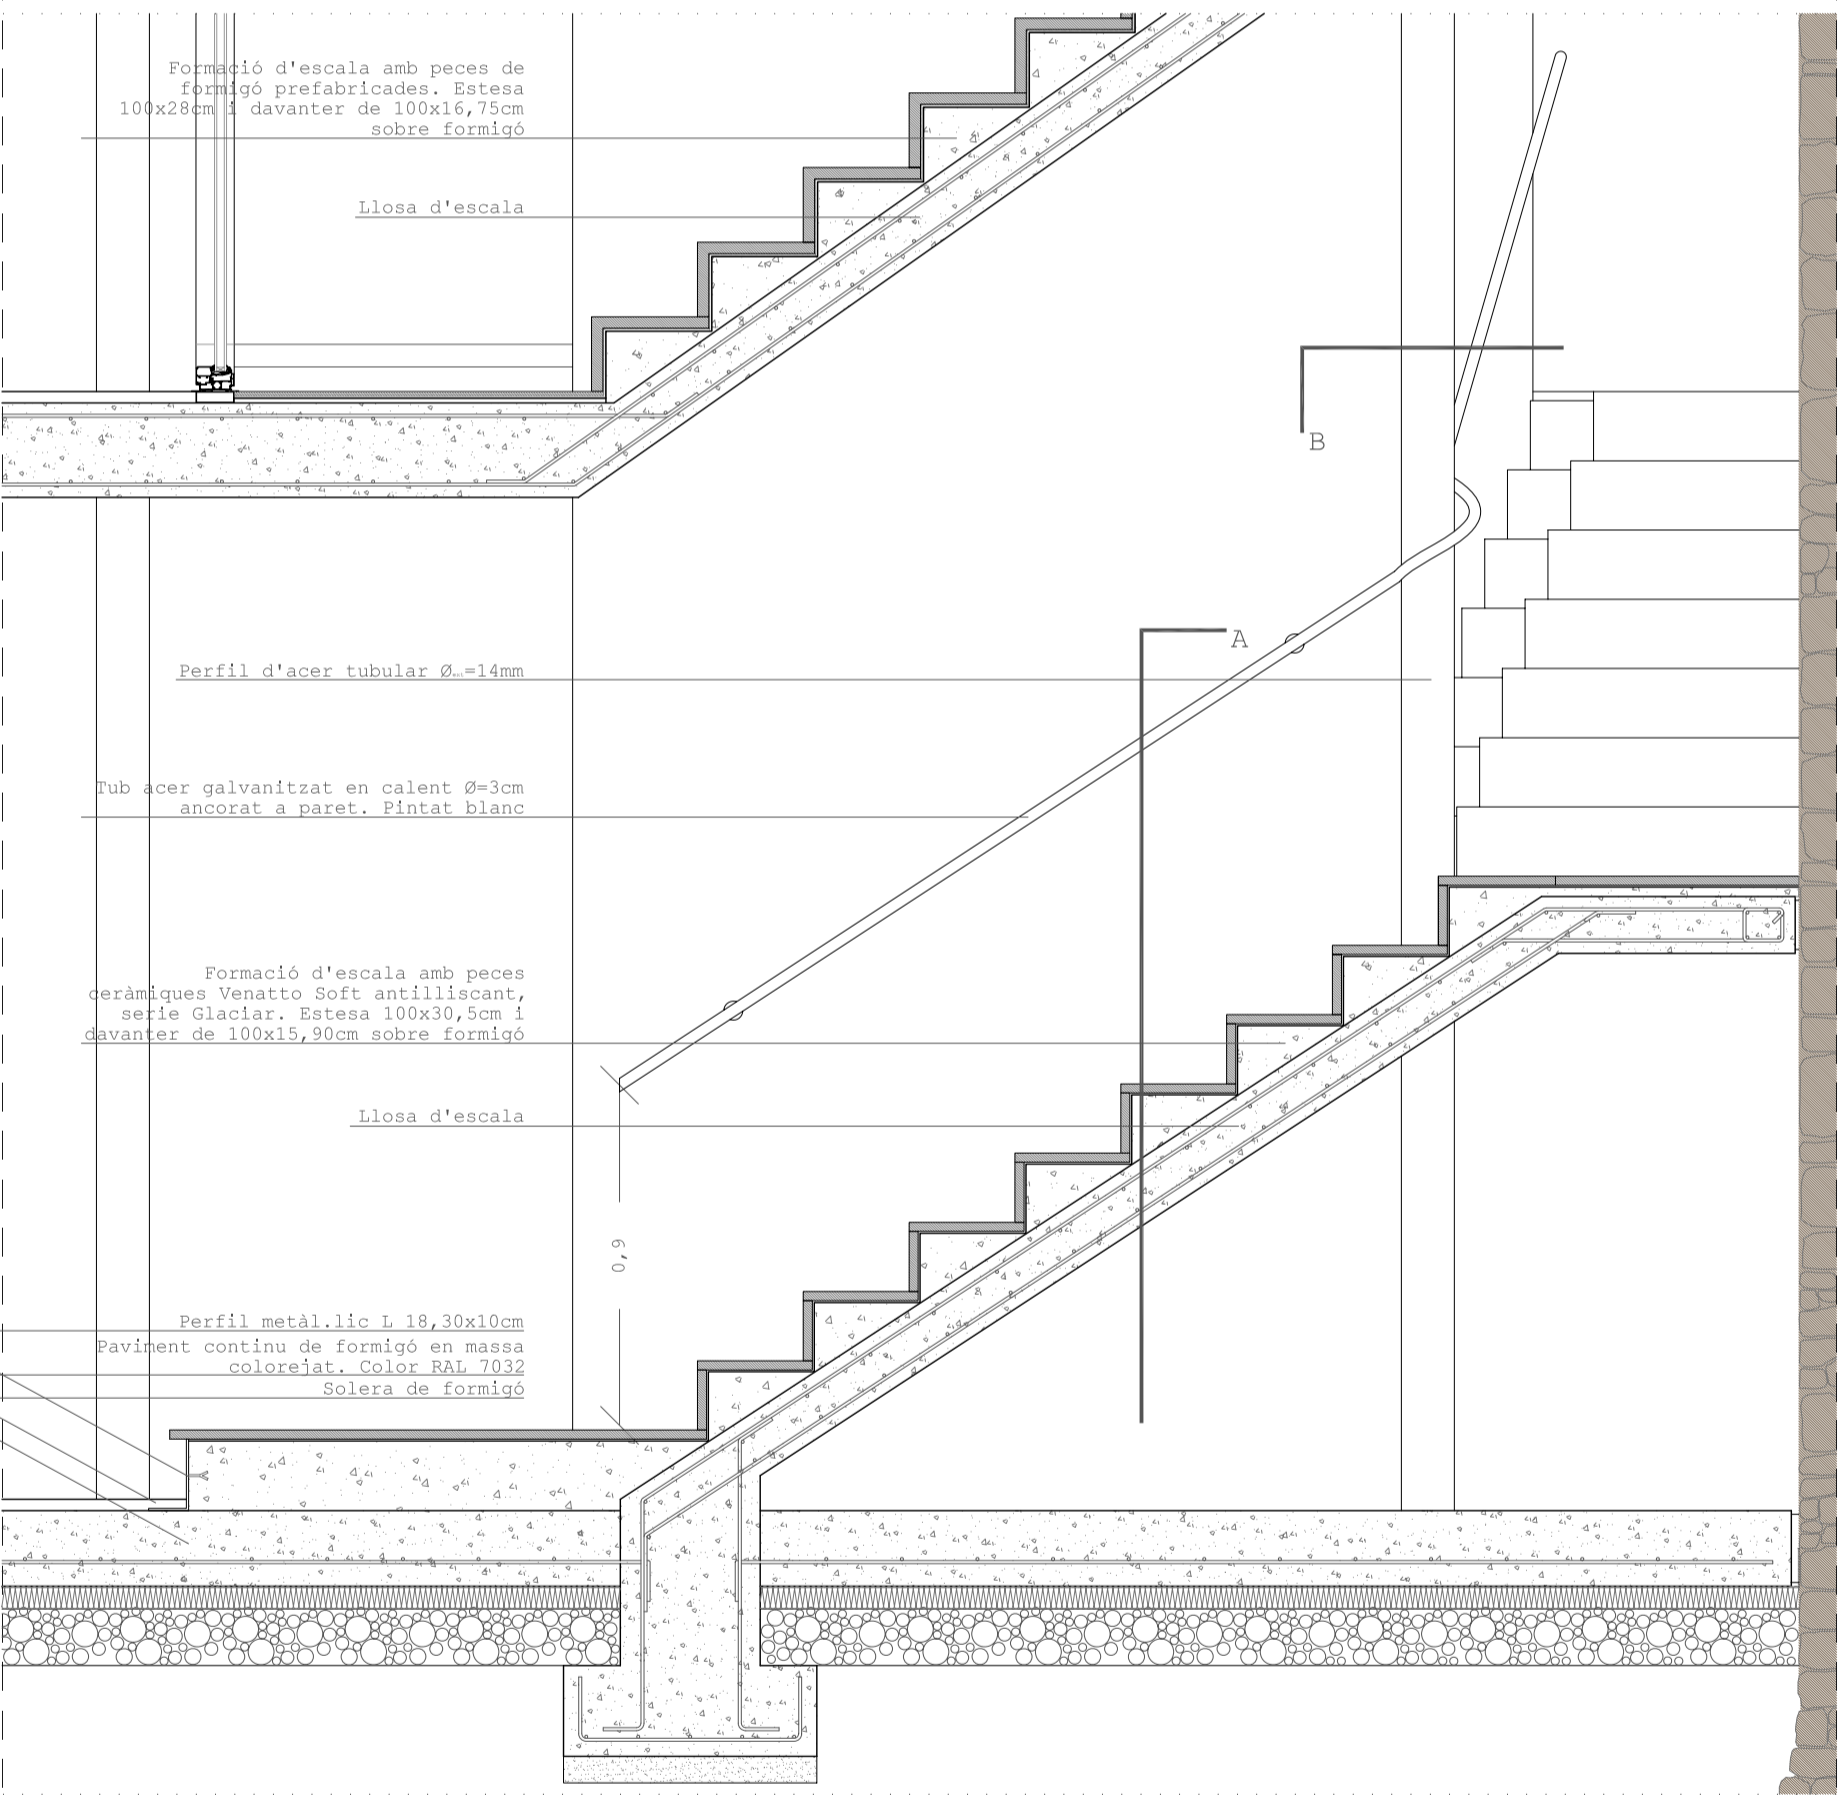 Formació d'escala amb peces de
formigó prefabricades. Estesa
100x28cm i davanter de 100x16,75cm
sobre formigó
Llosa d'escala
B
A
Perfil d'acer tubular Ø =14mm
Tub acer galvanitzat en calent Ø=3cm
ancorat a paret. Pintat blanc
Formació d'escala amb peces
ceràmiques Venatto Soft antilliscant,
serie Glaciar. Estesa 100x30,5cm i
davanter de 100x15,90cm sobre formigó
Llosa d'escala
0,9
Perfil metàl.lic L 18,30x10cm
Paviment continu de formigó en massa
colorejat. Color RAL 7032
Solera de formigó